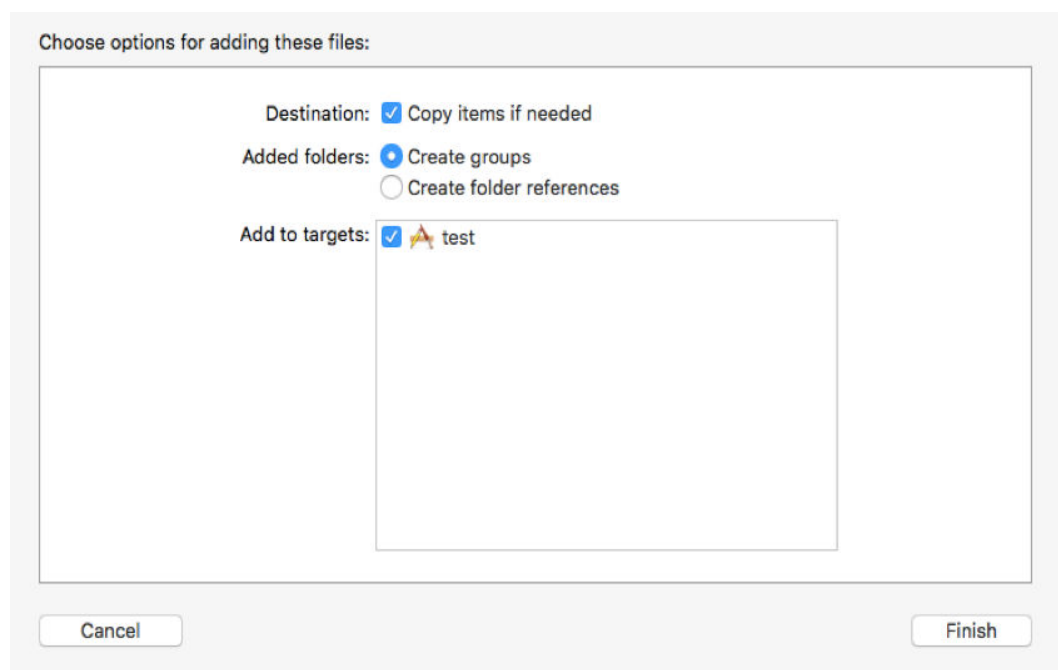 Choose options for adding these files:
Destination: Copy items if needed
Added folders: Create groups
Create folder references
Add to targets: test
Cancel Finish